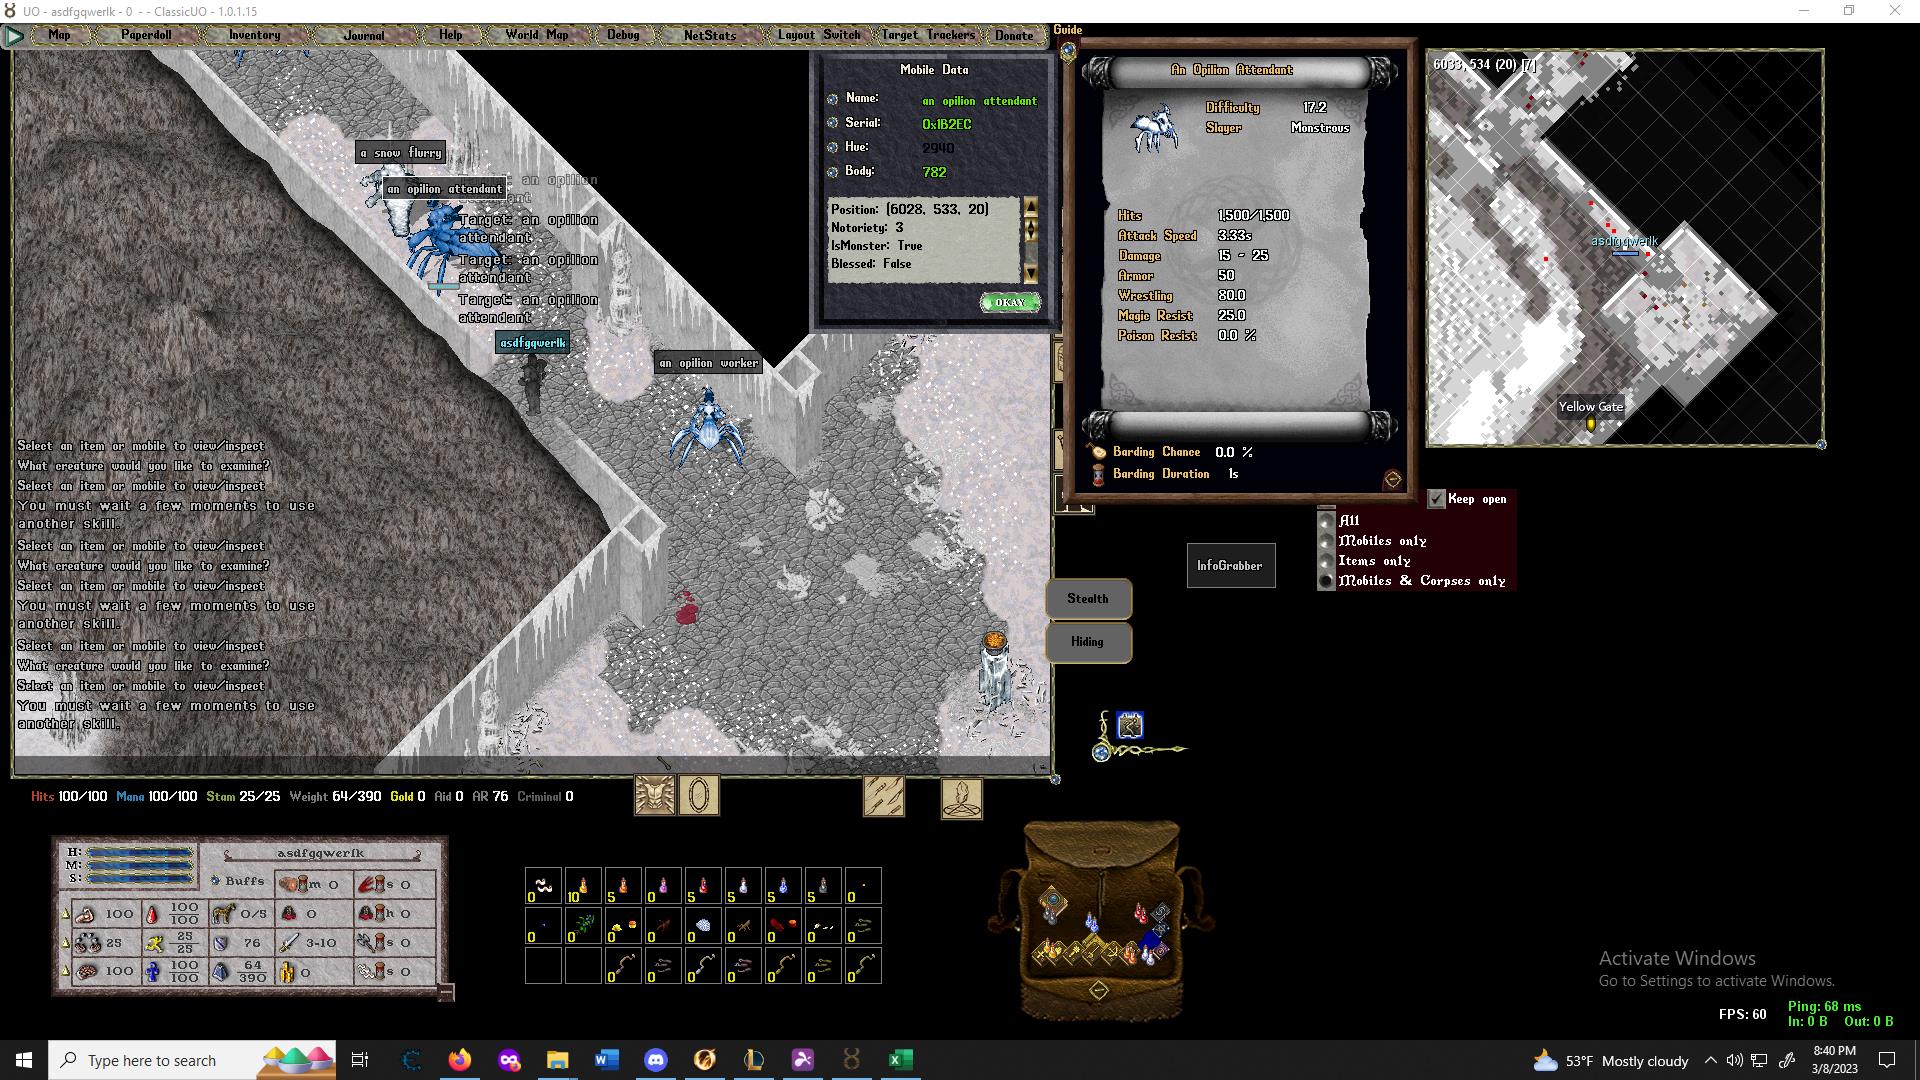 UO - asdfgqwerlk - 0 - - ClassicUO - 1.0.1.15
Map Paperdoll Inventory Journal Help World Map Debug NetStats Layout Switch Target Trackers Donate
Guide
a snow flurry
an opilion attendant
Target: an opilion
attendant
Target: an opilion
attendant
Target: an opilion
attendant
asdfgqwerlk
an opilion worker
Select an item or mobile to view/inspect
What creature would you like to examine?
Select an item or mobile to view/inspect
You must wait a few moments to use
another skill.
Select an item or mobile to view/inspect
What creature would you like to examine?
Select an item or mobile to view/inspect
You must wait a few moments to use
another skill.
Select an item or mobile to view/inspect
What creature would you like to examine?
Select an item or mobile to view/inspect
You must wait a few moments to use
another skill.
Mobile Data
Name: an opilion attendant
Serial: 0x1B2EC
Hue: 2940
Body: 782
Position: (6028, 533, 20)
Notoriety: 3
IsMonster: True
Blessed: False
OKAY
An Opilion Attendant
Difficulty 17.2
Slayer Monstrous
Hits 1,500/1,500
Attack Speed 3.33s
Damage 15 - 25
Armor 50
Wrestling 80.0
Magic Resist 25.0
Poison Resist 0.0 %
Barding Chance 0.0 %
Barding Duration 1s
6033, 534 (20) [7]
asdfgqwerlk
Yellow Gate
Keep open
All
Mobiles only
Items only
Mobiles & Corpses only
InfoGrabber
Stealth
Hiding
Hits 100/100 Mana 100/100 Stam 25/25 Weight 64/390 Gold 0 Aid 0 AR 76 Criminal 0
asdfgqwerlk
H:
M:
S:
Buffs m 0 s 0
100 100/100 0/5 0 h 0
25 25/25 76 3-10 s 0
100 100/100 64/390 0 s 0
0 10 5 0 5 5 5 5 0
0 0 0 0 0 0 0 0 0
0 0 0 0 0 0 0
Activate Windows
Go to Settings to activate Windows.
FPS: 60
Ping: 68 ms
In: 0 B Out: 0 B
Type here to search
53°F Mostly cloudy
8:40 PM
3/8/2023